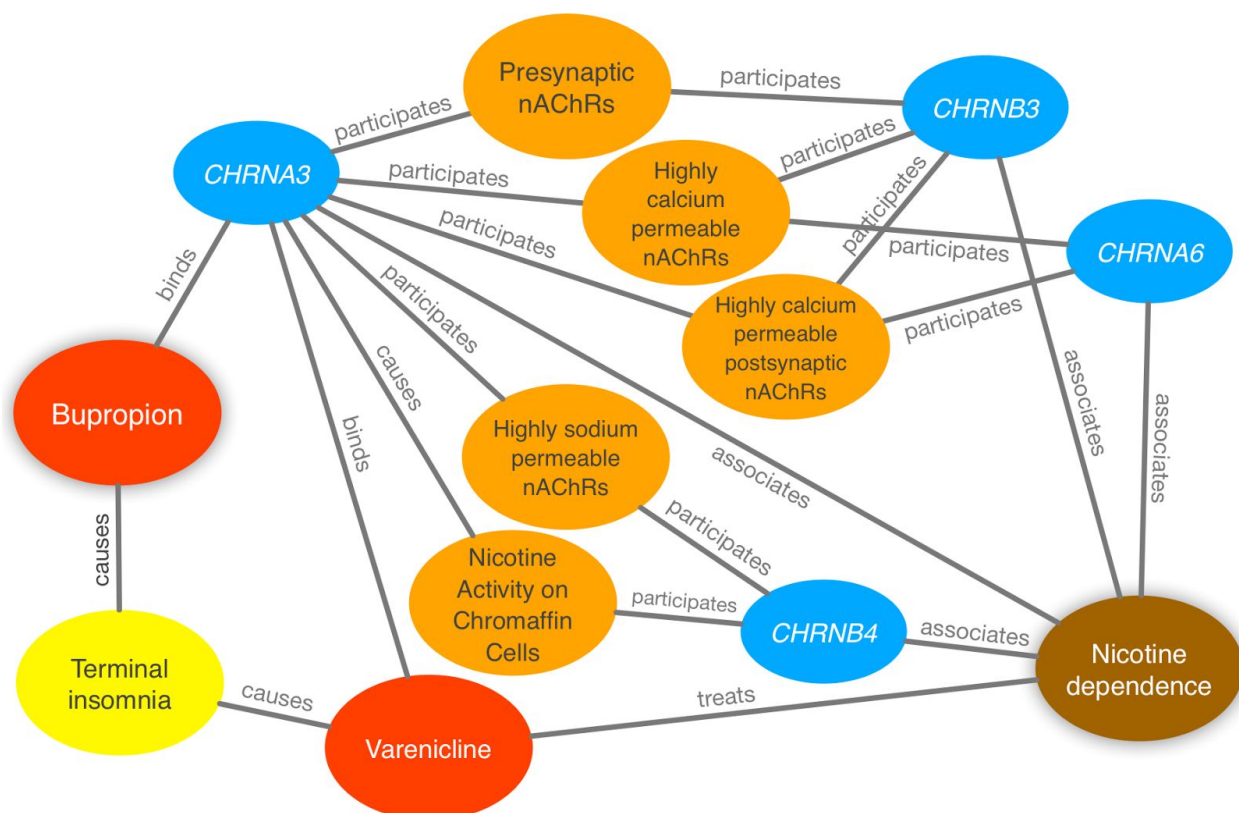 Presynaptic
nAChRs
participates
CHRNB3
participates
CHRNA3
participates
participates
Highly
calcium
permeable
nAChRs
participates
participates
participates
CHRNA6
binds
participates
Highly calcium
permeable
postsynaptic
nAChRs
participates
causes
associates
associates
Bupropion
binds
Highly sodium
permeable
nAChRs
associates
participates
causes
Nicotine
Activity on
Chromaffin
Cells
participates
CHRNB4
associates
Nicotine
dependence
Terminal
insomnia
causes
Varenicline
treats